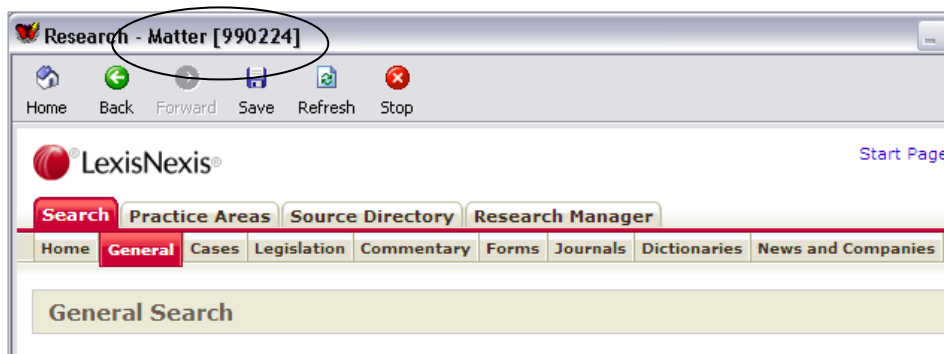 Research - Matter [990224]
Home Back Forward Save Refresh Stop
LexisNexis®
Start Page
Search Practice Areas Source Directory Research Manager
Home General Cases Legislation Commentary Forms Journals Dictionaries News and Companies
General Search